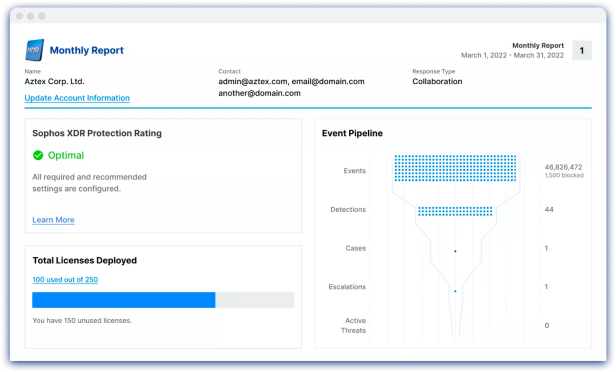 Monthly Report
Monthly Report
March 1, 2022 - March 31, 2022
1
Name
Aztex Corp. Ltd.
Update Account Information
Contact
admin@aztex.com, email@domain.com
another@domain.com
Response Type
Collaboration
Sophos XDR Protection Rating
Optimal
All required and recommended
settings are configured.
Learn More
Total Licenses Deployed
100 used out of 250
You have 150 unused licenses.
Event Pipeline
Events
46,826,472
1,500 blocked
Detections
44
Cases
1
Escalations
1
Active
Threats
0